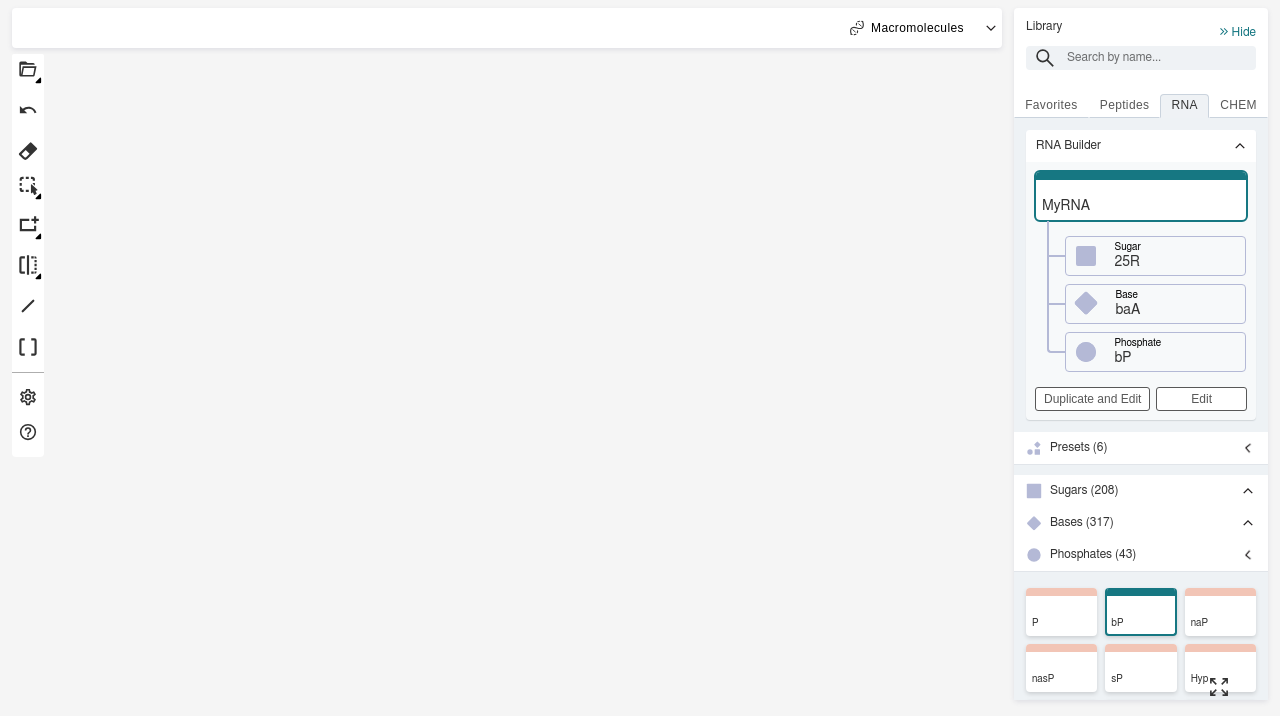 Macromolecules
Library
Hide
Search by name...
Favorites
Peptides
RNA
CHEM
RNA Builder
MyRNA
Sugar
25R
Base
baA
Phosphate
bP
Duplicate and Edit
Edit
Presets (6)
Sugars (208)
Bases (317)
Phosphates (43)
P
bP
naP
nasP
sP
Hyp